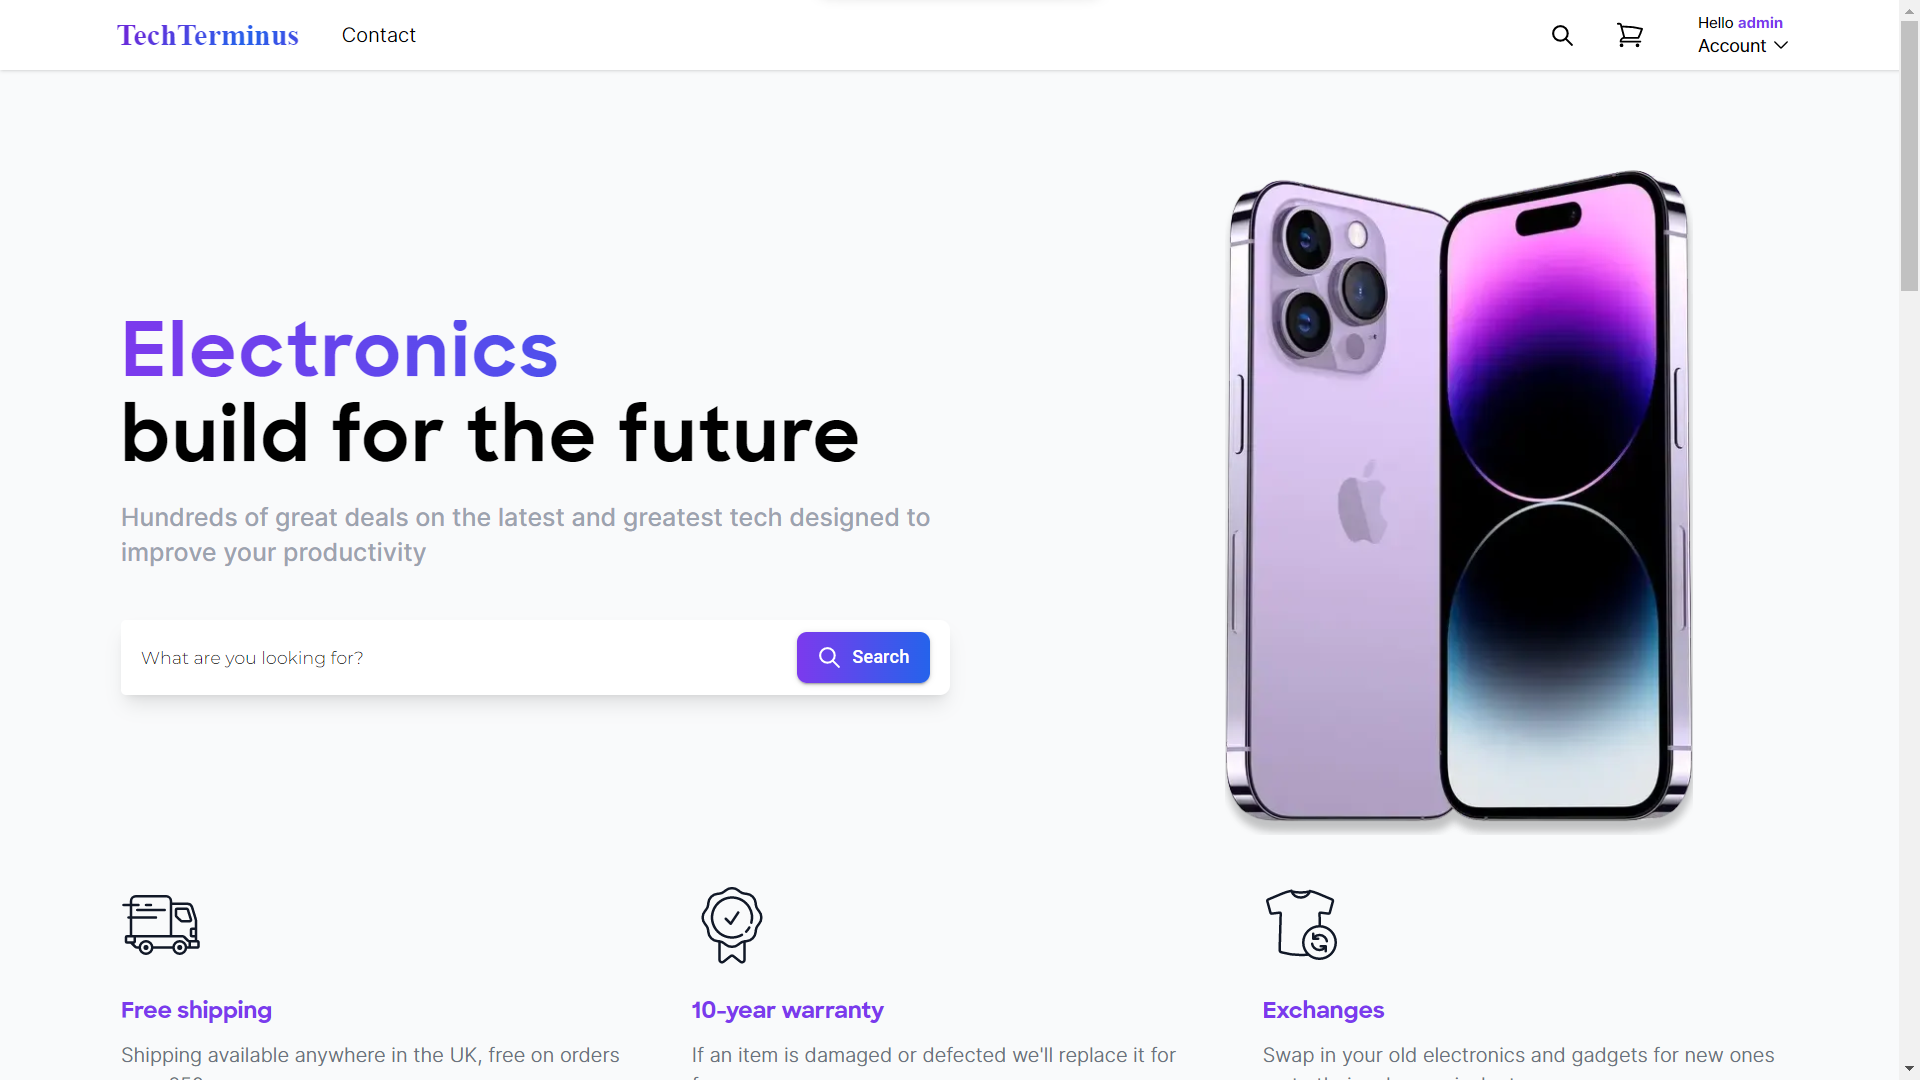 TechTerminus
Contact
Hello admin
Account
Electronics
build for the future
Hundreds of great deals on the latest and greatest tech designed to
improve your productivity
What are you looking for?
Search
Free shipping
10-year warranty
Exchanges
Shipping available anywhere in the UK, free on orders
If an item is damaged or defected we'll replace it for
Swap in your old electronics and gadgets for new ones